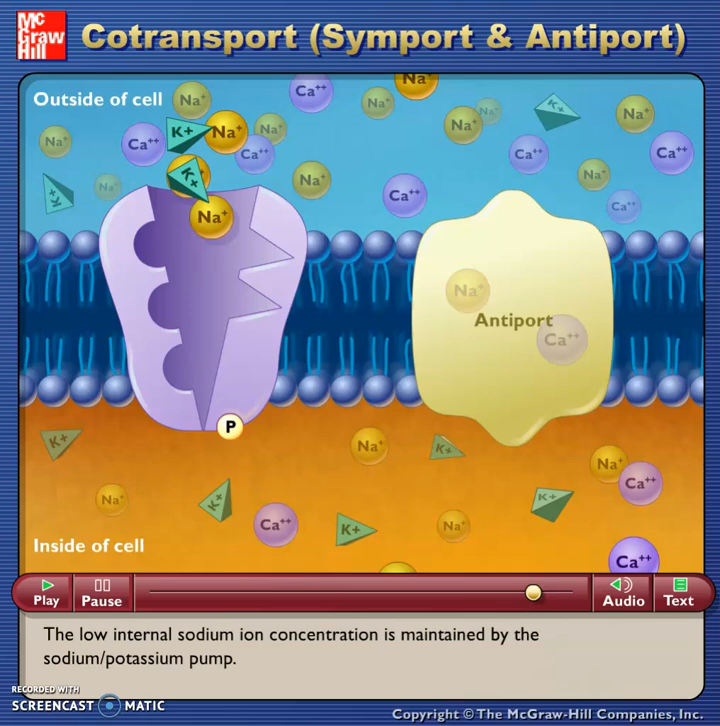 Mc
Graw
Hill
Cotransport (Symport & Antiport)
Outside of cell
Na⁺
Ca⁺⁺
Na⁺
Na⁺
Na⁺
Na⁺
K+
Na⁺
K+
Na⁺
Na⁺
Ca⁺⁺
Na⁺
Ca⁺⁺
Ca⁺⁺
Ca⁺⁺
K+
Na⁺
K+
Na⁺
Na⁺
Na⁺
K+
Na⁺
Ca⁺⁺
Ca⁺⁺
Na⁺
Na⁺
Antiport
Ca⁺⁺
P
K+
Na⁺
K+
Na⁺
Ca⁺⁺
Na⁺
K+
K+
Ca⁺⁺
K+
Na⁺
Inside of cell
Ca⁺⁺
Play
Pause
Audio
Text
The low internal sodium ion concentration is maintained by the
sodium/potassium pump.
RECORDED WITH
SCREENCAST MATIC
Copyright © The McGraw-Hill Companies, Inc.